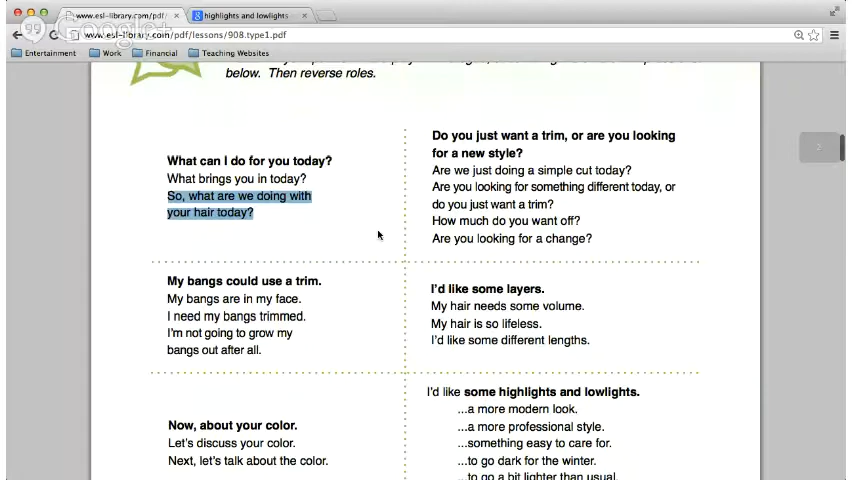 www.esl-library.com/pdf/
highlights and lowlights
Google+
www.esl-library.com/pdf/lessons/908.type1.pdf
Entertainment
Work
Financial
Teaching Websites
below. Then reverse roles.
2
What can I do for you today?
What brings you in today?
So, what are we doing with
your hair today?
Do you just want a trim, or are you looking
for a new style?
Are we just doing a simple cut today?
Are you looking for something different today, or
do you just want a trim?
How much do you want off?
Are you looking for a change?
My bangs could use a trim.
My bangs are in my face.
I need my bangs trimmed.
I'm not going to grow my
bangs out after all.
I'd like some layers.
My hair needs some volume.
My hair is so lifeless.
I'd like some different lengths.
Now, about your color.
Let's discuss your color.
Next, let's talk about the color.
I'd like some highlights and lowlights.
...a more modern look.
...a more professional style.
...something easy to care for.
...to go dark for the winter.
...to go a bit lighter than usual.